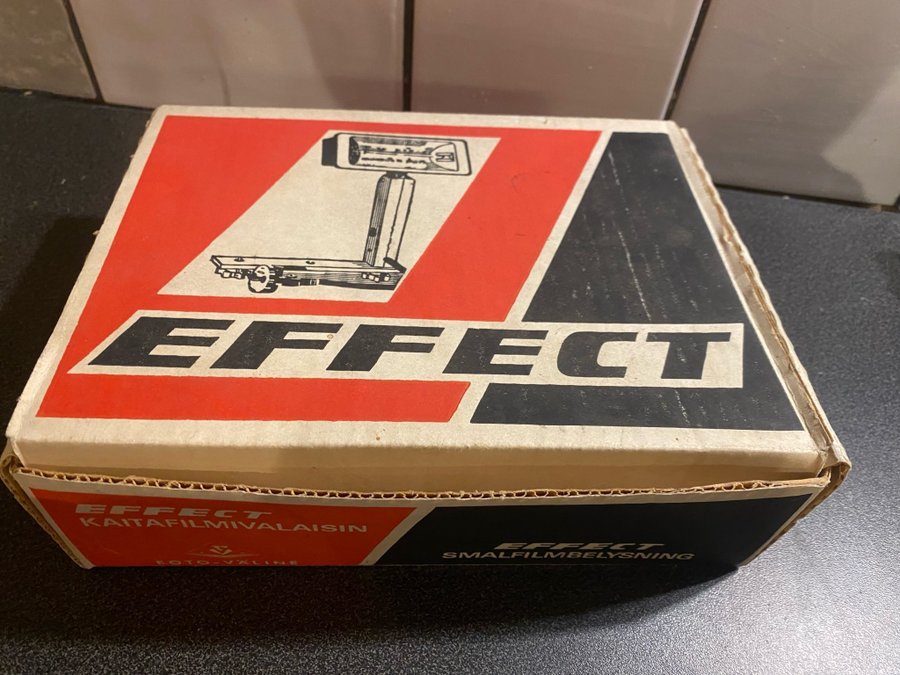 EFFECT
EFFECT
KAITAFILMIVALAISIN
FOTO-VÄLINE
EFFECT
SMALFILMBELYSNING